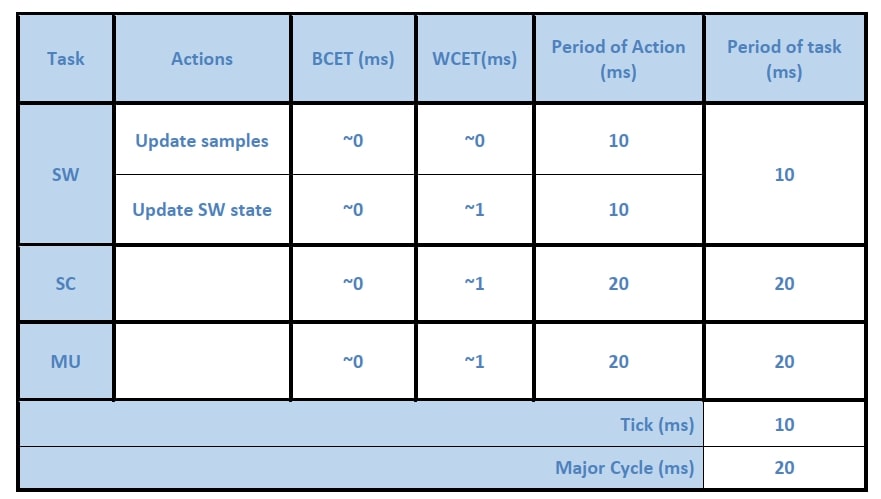 Task Actions BCET (ms) WCET(ms) Period of Action (ms) Period of task (ms)
SW Update samples ~0 ~0 10 10
Update SW state ~0 ~1 10
SC ~0 ~1 20 20
MU ~0 ~1 20 20
Tick (ms) 10
Major Cycle (ms) 20